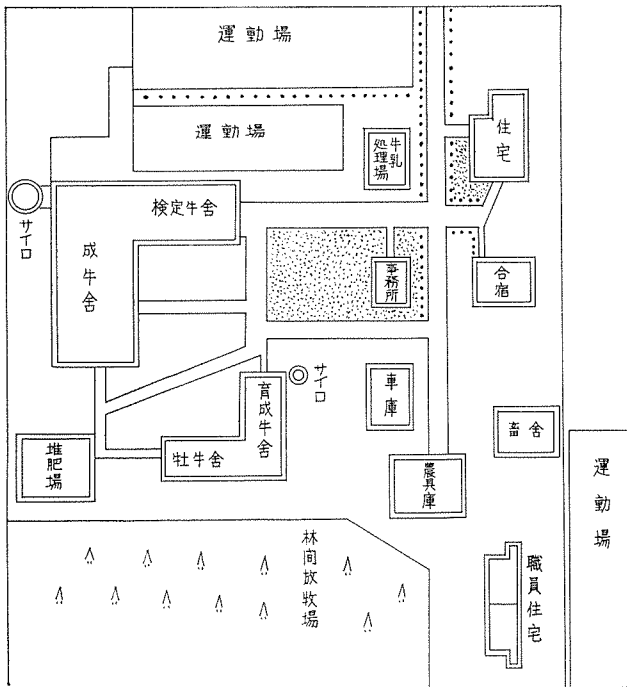 運動場
運動場
牛乳
処理場
住宅
検定牛舎
サイロ
成牛舎
事務所
合宿
サイロ
育成牛舎
車庫
畜舎
牡牛舎
堆肥場
農具庫
運動場
林間放牧場
職員住宅